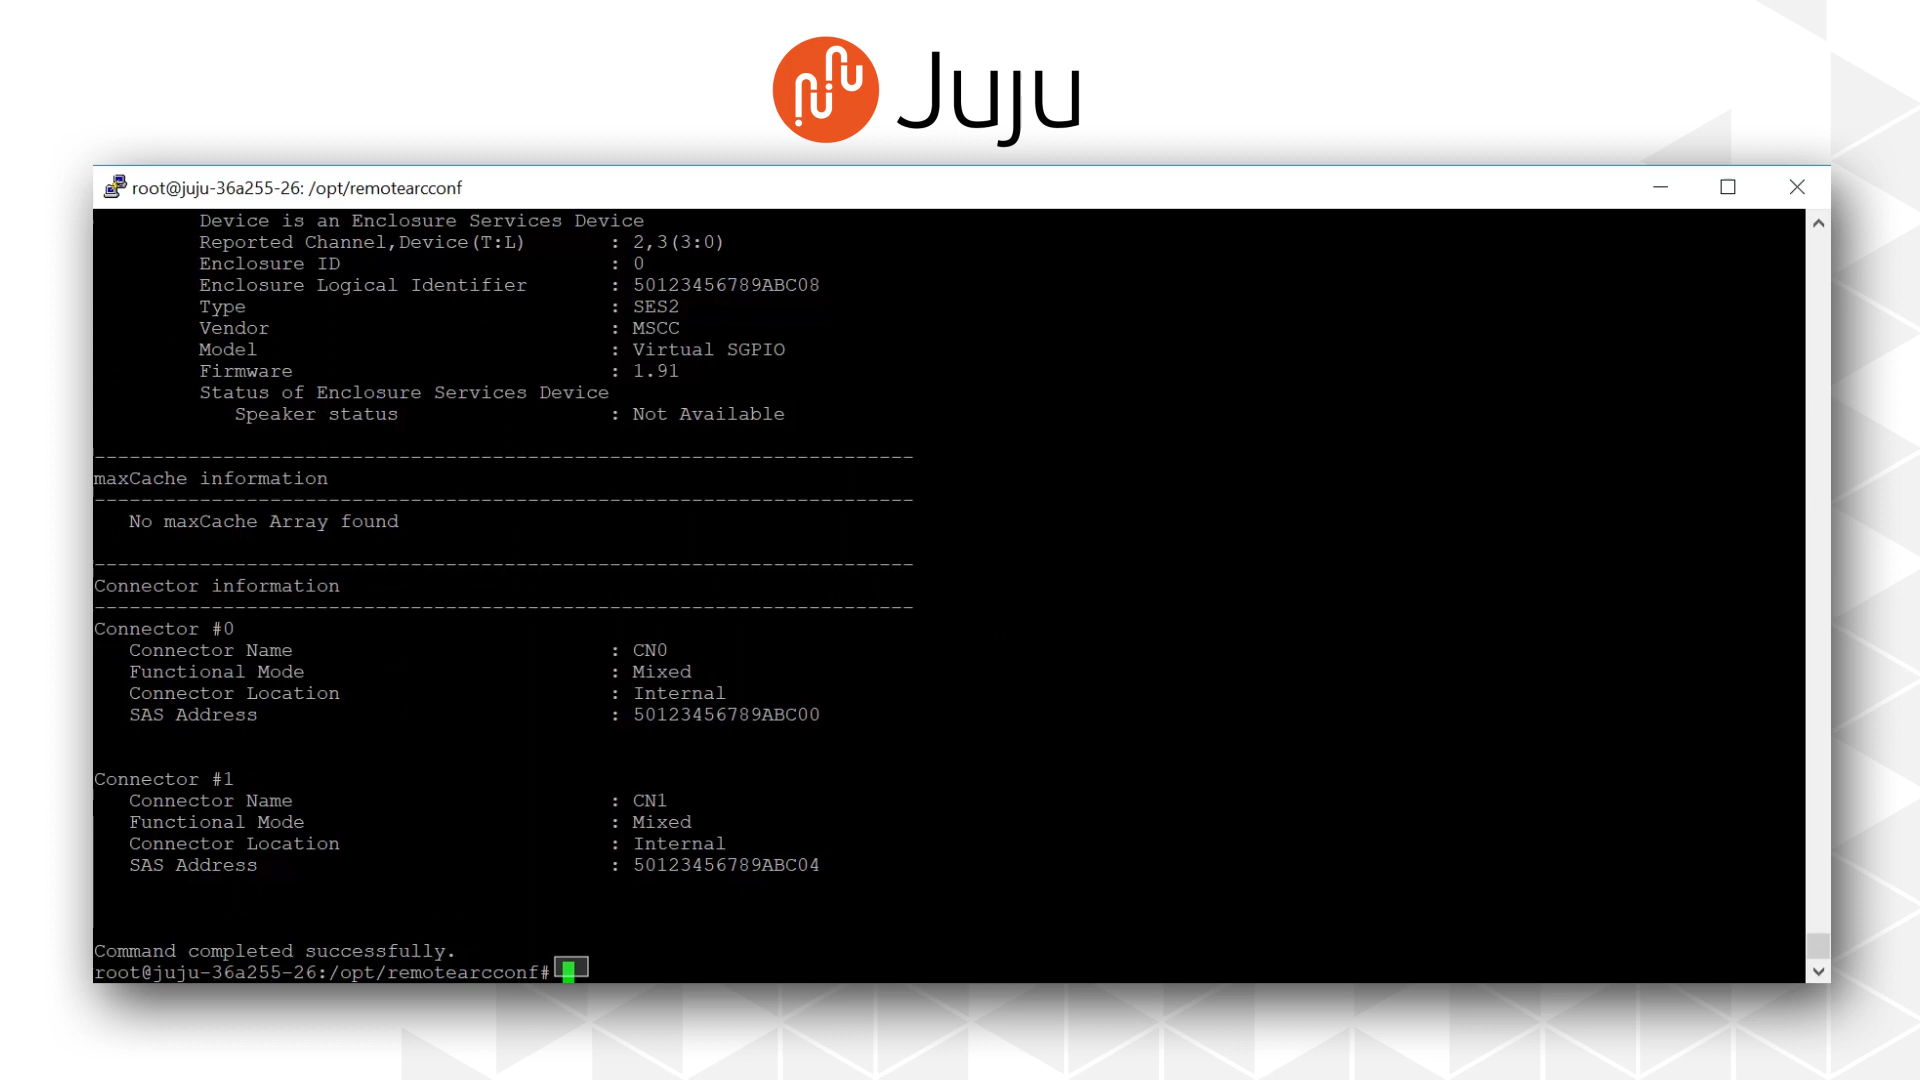 Juju
root@juju-36a255-26: /opt/remotearcconf
Device is an Enclosure Services Device
Reported Channel,Device(T:L) : 2,3(3:0)
Enclosure ID : 0
Enclosure Logical Identifier : 50123456789ABC08
Type : SES2
Vendor : MSCC
Model : Virtual SGPIO
Firmware : 1.91
Status of Enclosure Services Device
Speaker status : Not Available
----------------------------------------------------------------------
maxCache information
----------------------------------------------------------------------
No maxCache Array found
----------------------------------------------------------------------
Connector information
----------------------------------------------------------------------
Connector #0
Connector Name : CN0
Functional Mode : Mixed
Connector Location : Internal
SAS Address : 50123456789ABC00
Connector #1
Connector Name : CN1
Functional Mode : Mixed
Connector Location : Internal
SAS Address : 50123456789ABC04
Command completed successfully.
root@juju-36a255-26:/opt/remotearcconf#